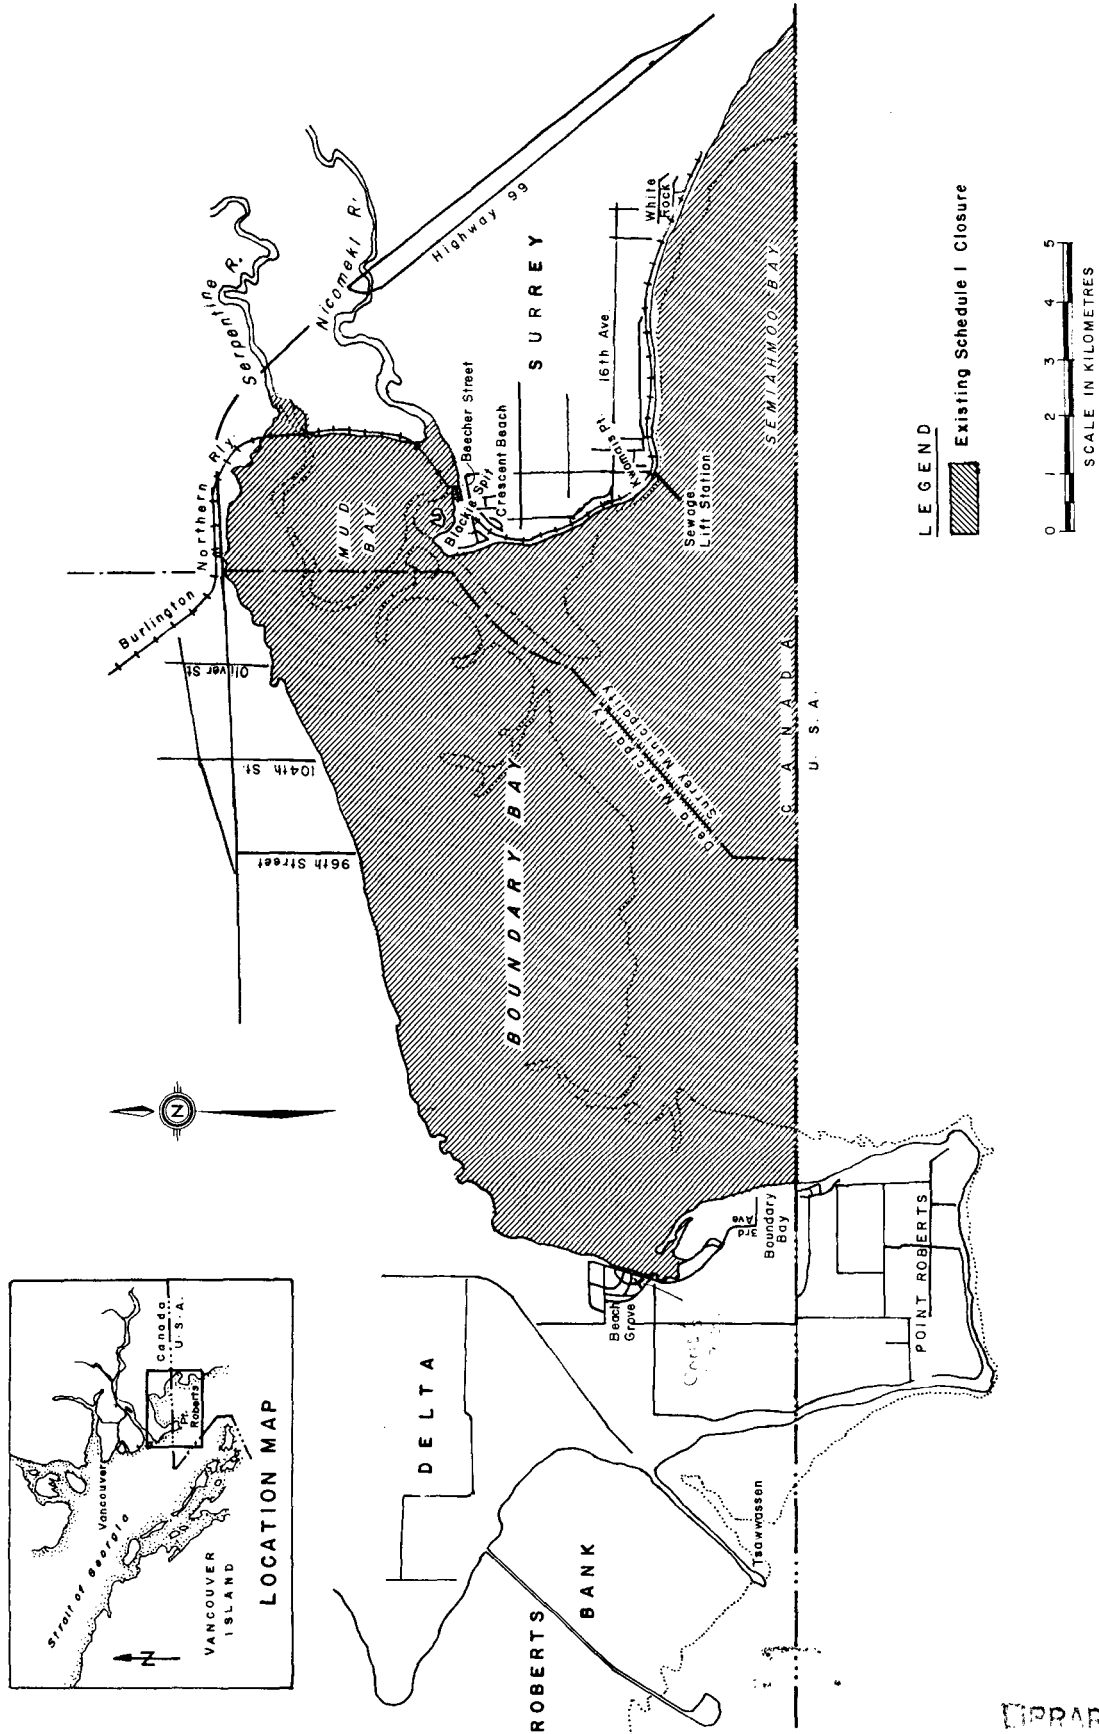 Strait of Georgia
Vancouver
Canada
U.S.A.
Pt.
Roberts
N
VANCOUVER
ISLAND
LOCATION MAP
N
Burlington
Northern
Rly.
Serpentine R.
Nicomekl R.
Highway 99
Oliver St.
104th St.
96th Street
MUD
BAY
Blackie Spit
Beecher Street
Crescent Beach
SURREY
16th Ave.
White
Rock
Kwomais Pt.
Sewage
Lift Station
SEMIAHMOO BAY
BOUNDARY BAY
Delta Municipality
Surrey Municipality
CANADA
U.S.A.
DELTA
ROBERTS
BANK
Tsawwassen
Beach
Grove
3rd
Ave
Boundary
Bay
POINT ROBERTS
LEGEND
Existing Schedule I Closure
0 1 2 3 4 5
SCALE IN KILOMETRES